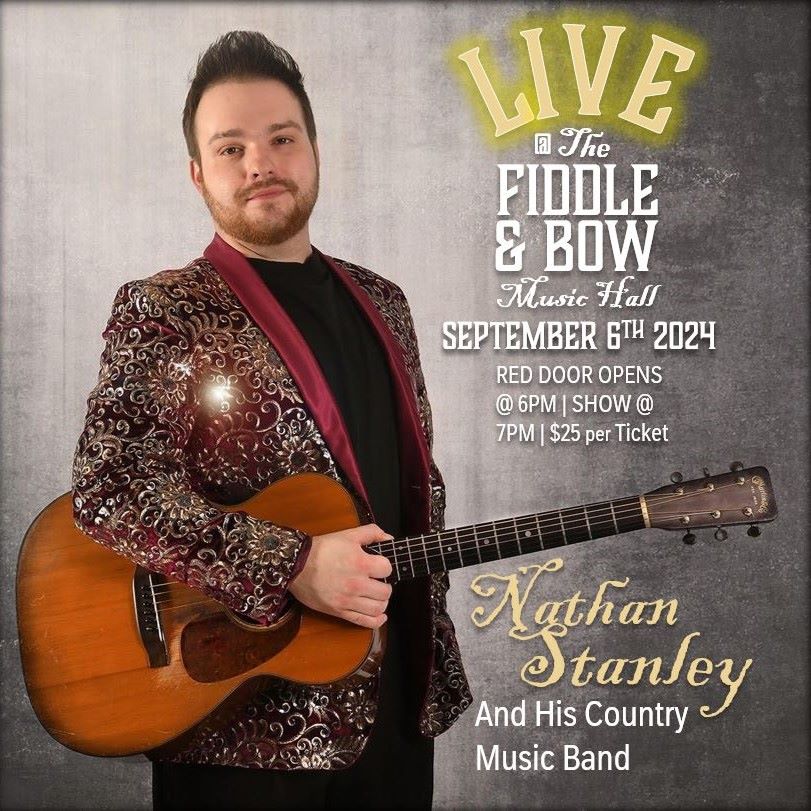 LIVE
@ The
FIDDLE
& BOW
Music Hall
SEPTEMBER 6TH 2024
RED DOOR OPENS
@ 6PM | SHOW @
7PM | $25 per Ticket
Nathan
Stanley
And His Country
Music Band